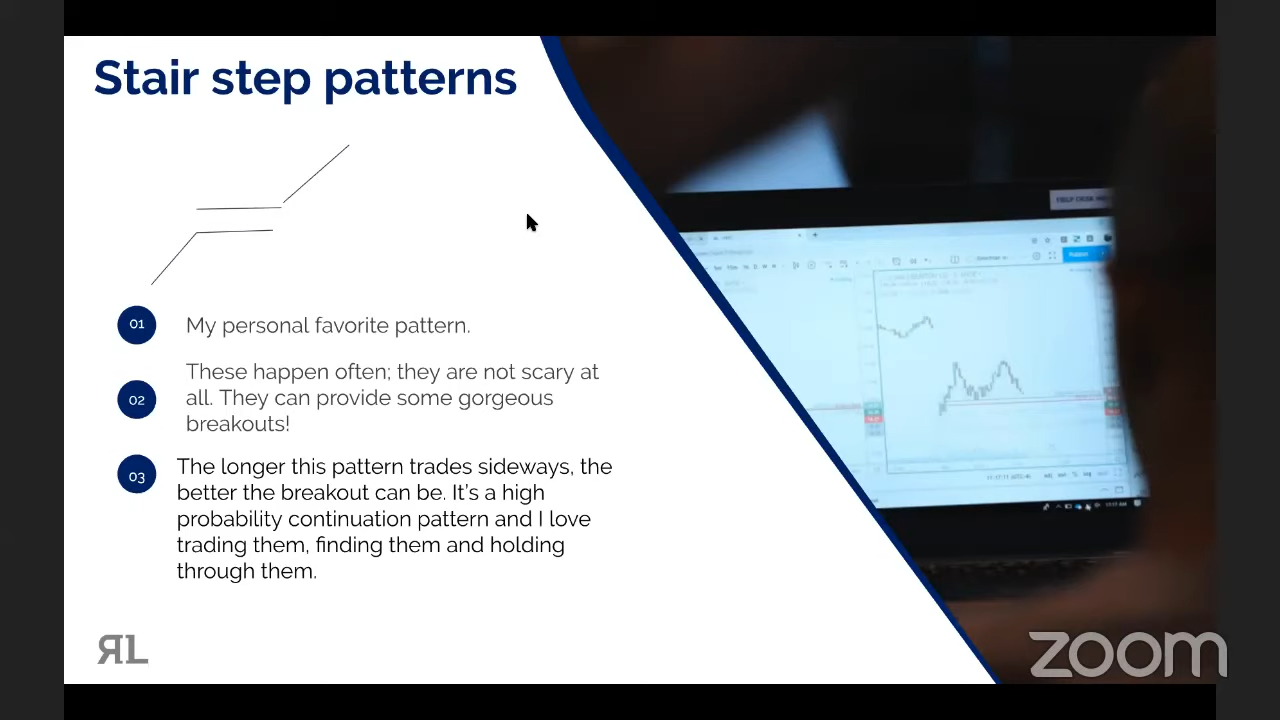 Stair step patterns
01
My personal favorite pattern.
02
These happen often; they are not scary at
all. They can provide some gorgeous
breakouts!
03
The longer this pattern trades sideways, the
better the breakout can be. It's a high
probability continuation pattern and I love
trading them, finding them and holding
through them.
zoom